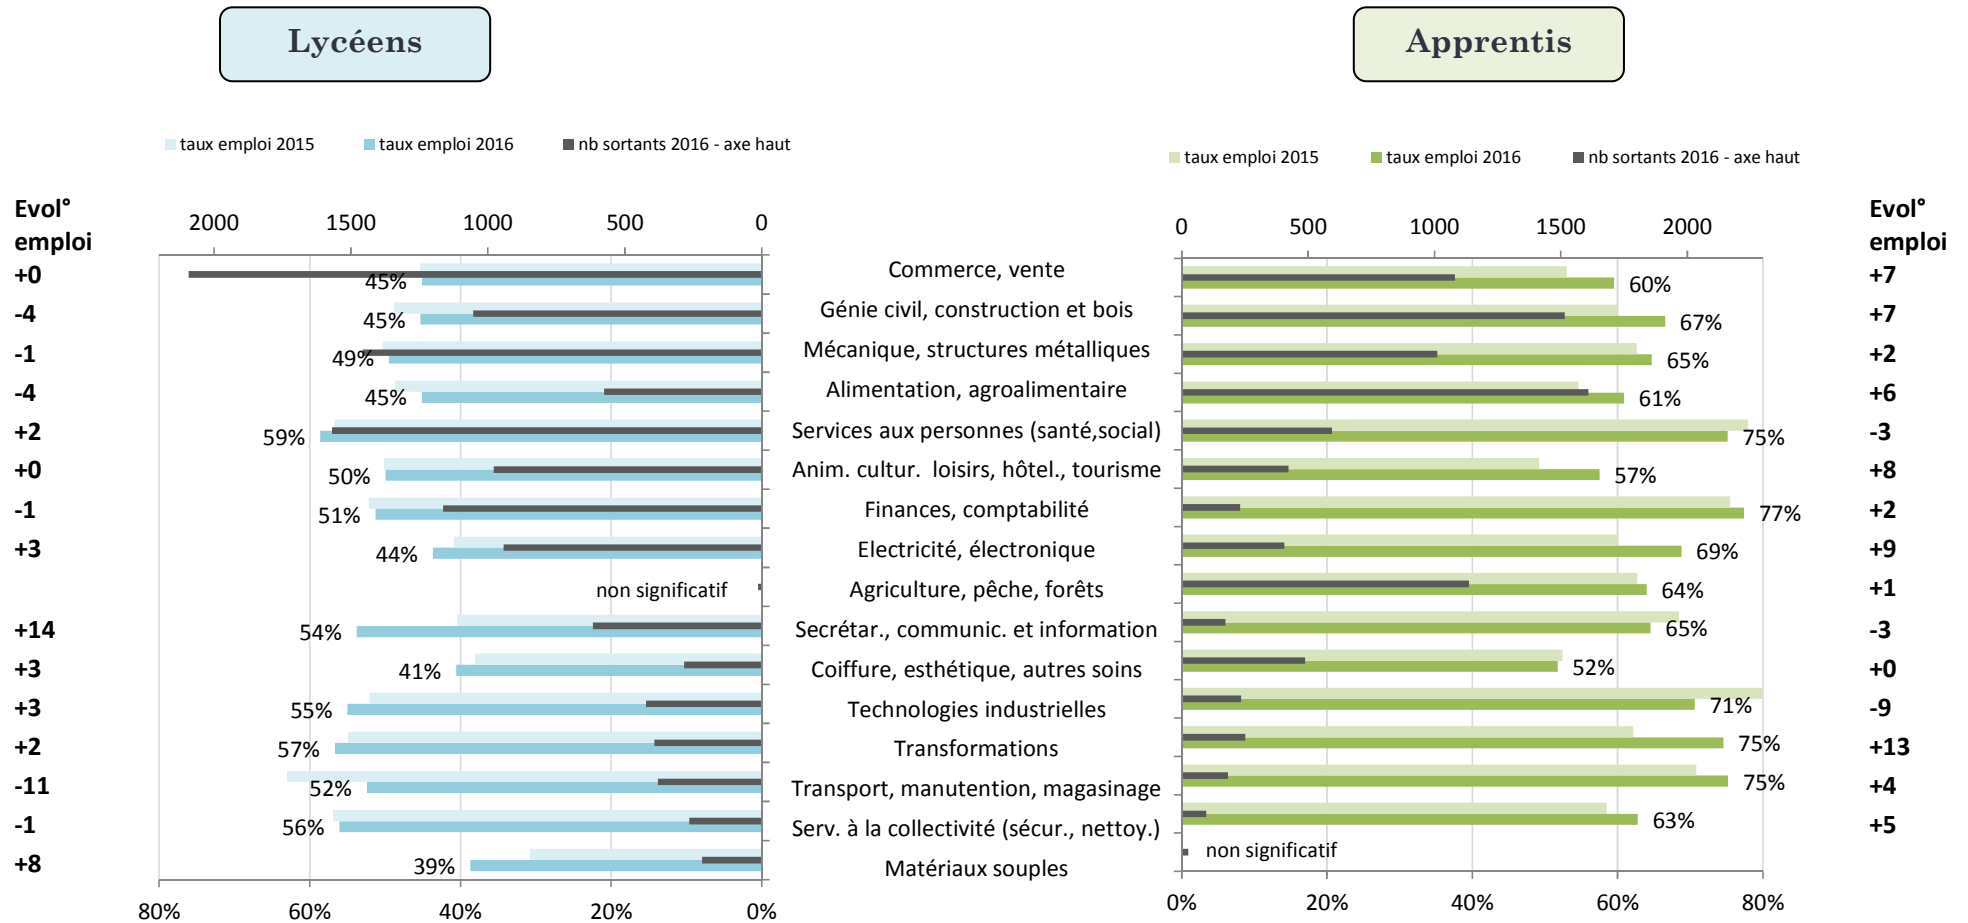 Lycéens
Apprentis
taux emploi 2015
taux emploi 2016
nb sortants 2016 - axe haut
taux emploi 2015
taux emploi 2016
nb sortants 2016 - axe haut
Evol°
emploi
2000 1500 1000 500 0
0 500 1000 1500 2000
Evol°
emploi
+0 45% Commerce, vente 60% +7
-4 45% Génie civil, construction et bois 67% +7
-1 49% Mécanique, structures métalliques 65% +2
-4 45% Alimentation, agroalimentaire 61% +6
+2 59% Services aux personnes (santé,social) 75% -3
+0 50% Anim. cultur. loisirs, hôtel., tourisme 57% +8
-1 51% Finances, comptabilité 77% +2
+3 44% Electricité, électronique 69% +9
non significatif Agriculture, pêche, forêts 64% +1
+14 54% Secrétar., communic. et information 65% -3
+3 41% Coiffure, esthétique, autres soins 52% +0
+3 55% Technologies industrielles 71% -9
+2 57% Transformations 75% +13
-11 52% Transport, manutention, magasinage 75% +4
-1 56% Serv. à la collectivité (sécur., nettoy.) 63% +5
+8 39% Matériaux souples non significatif
80% 60% 40% 20% 0%
0% 20% 40% 60% 80%